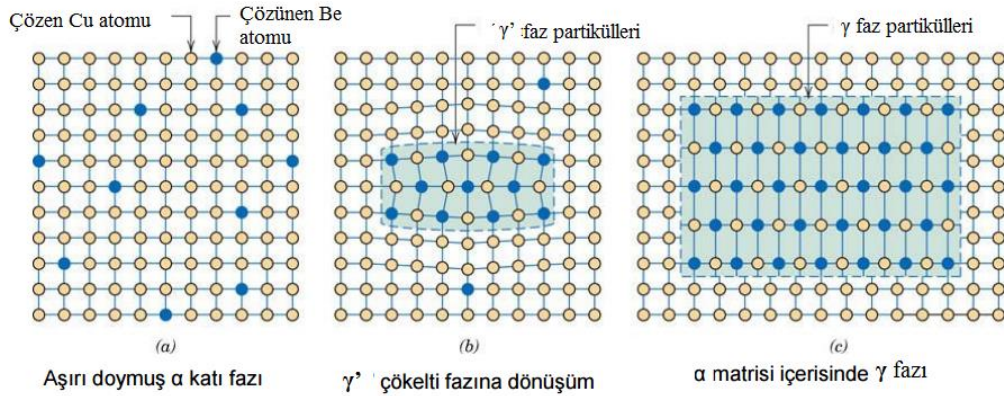 Çözen Cu atomu
Çözünen Be
atomu
'γ' :faz partikülleri
γ faz partikülleri
(a)
(b)
(c)
Aşırı doymuş α katı fazı
γ' ' çökelti fazına dönüşüm
α matrisi içerisinde γ fazı